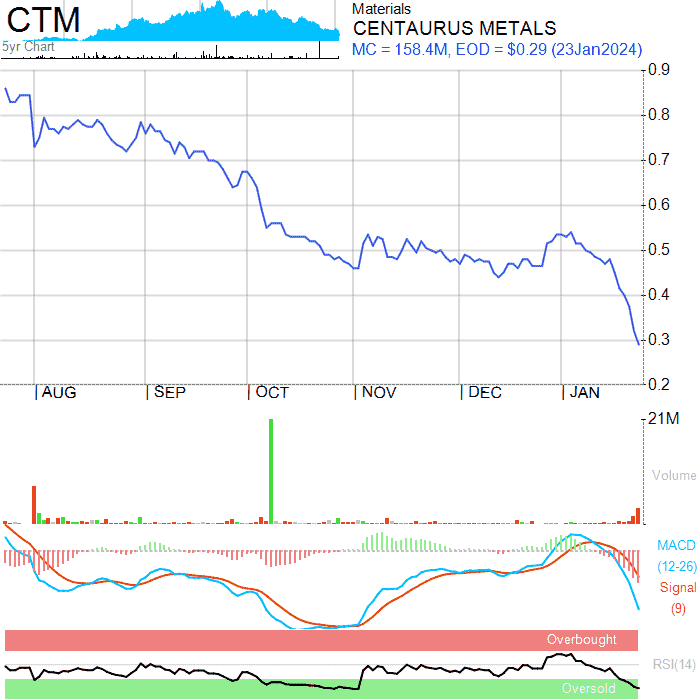 CTM
5yr Chart
Materials
CENTAURUS METALS
MC = 158.4M, EOD = $0.29 (23Jan2024)
0.9
0.8
0.7
0.6
0.5
0.4
0.3
0.2
AUG
SEP
OCT
NOV
DEC
JAN
21M
Volume
MACD
(12-26)
Signal
(9)
Overbought
RSI(14)
Oversold